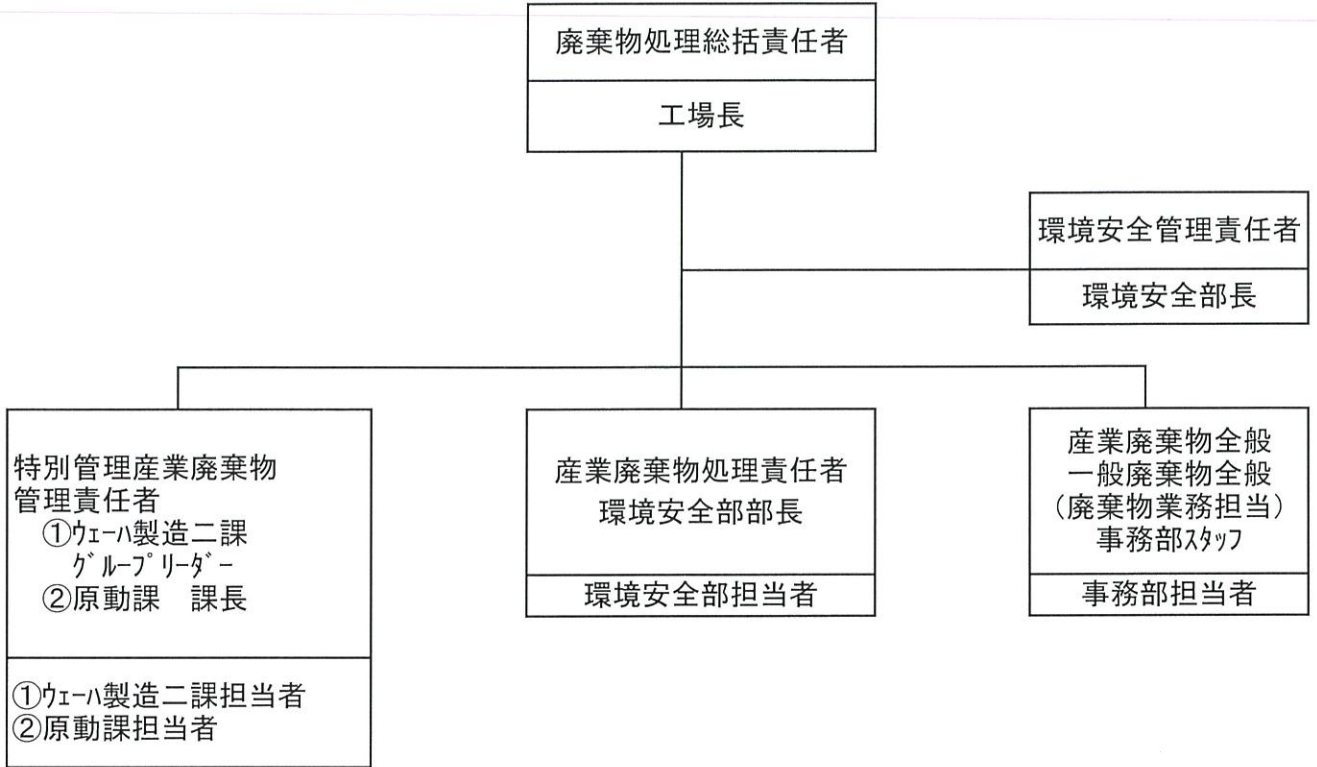 廃棄物処理総括責任者
工場長
環境安全管理責任者
環境安全部長
特別管理産業廃棄物
管理責任者
①ウェーハ製造二課
グループリーダー
②原動課　課長
①ウェーハ製造二課担当者
②原動課担当者
産業廃棄物処理責任者
環境安全部部長
環境安全部担当者
産業廃棄物全般
一般廃棄物全般
(廃棄物業務担当)
事務部スタッフ
事務部担当者